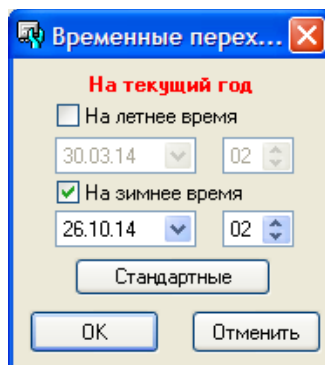 Временные перех...
На текущий год
На летнее время
30.03.14 02
На зимнее время
26.10.14 02
Стандартные
OK Отменить